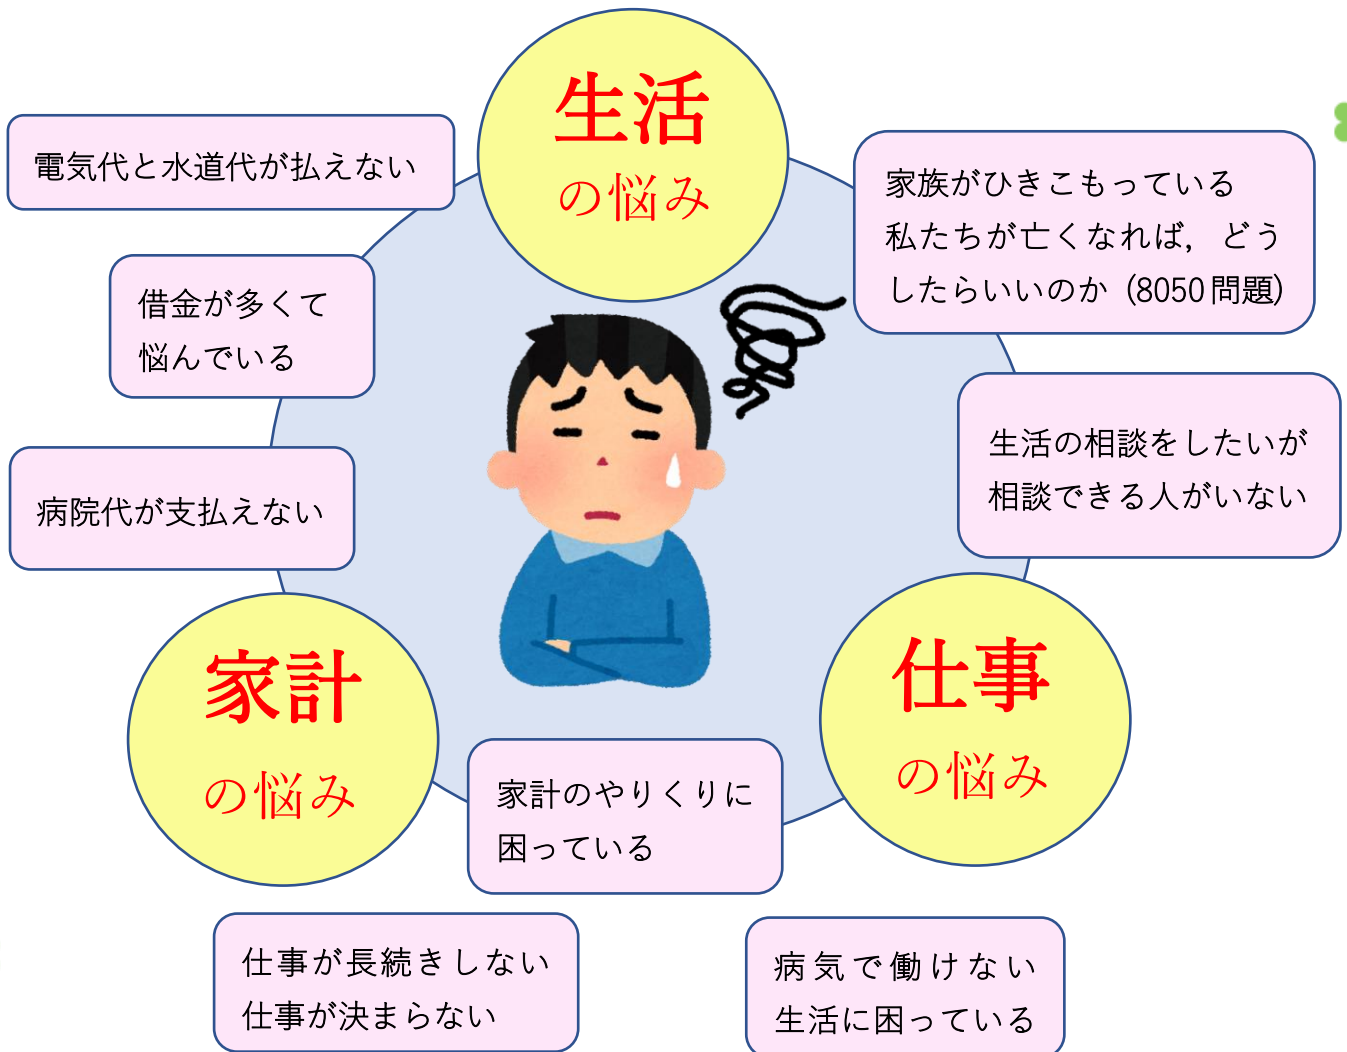 生活
の悩み
電気代と水道代が払えない
家族がひきこもっている
私たちが亡くなれば，どう
したらいいのか（8050問題）
借金が多くて
悩んでいる
生活の相談をしたいが
相談できる人がいない
病院代が支払えない
家計
の悩み
仕事
の悩み
家計のやりくりに
困っている
仕事が長続きしない
仕事が決まらない
病気で働けない
生活に困っている